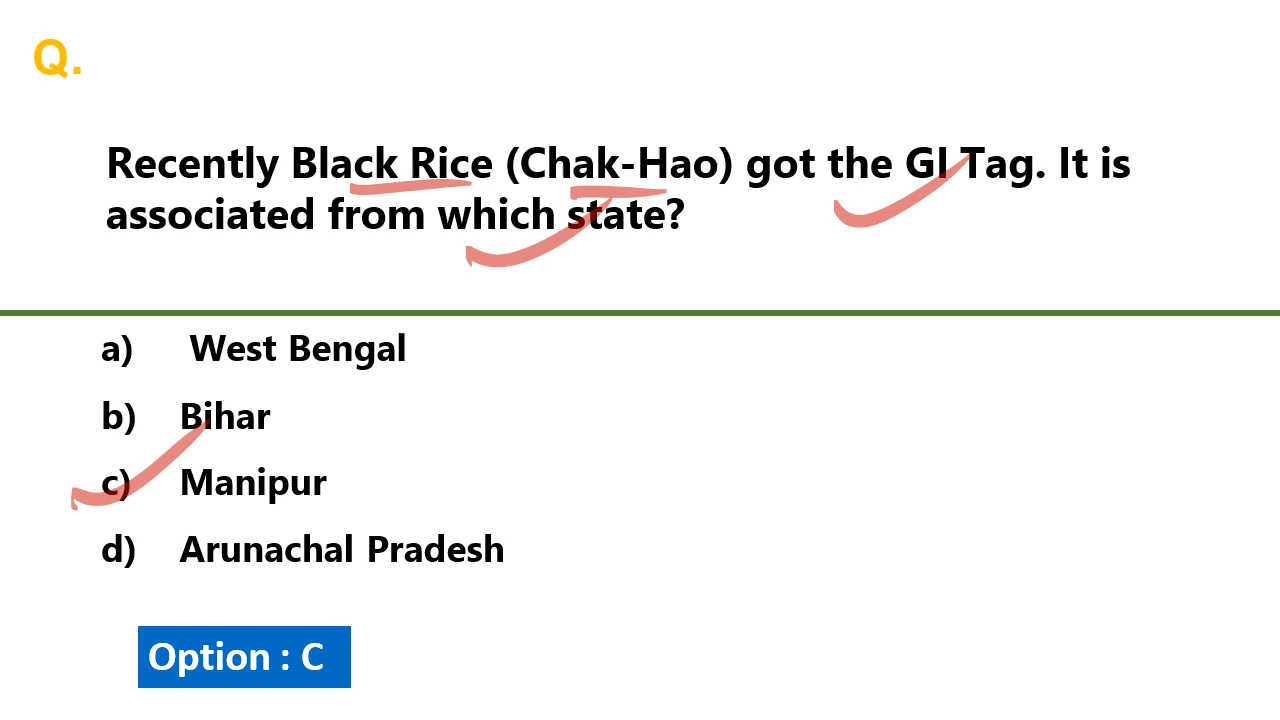 Q.
Recently Black Rice (Chak-Hao) got the GI Tag. It is
associated from which state?
a) West Bengal
b) Bihar
c) Manipur
d) Arunachal Pradesh
Option : C